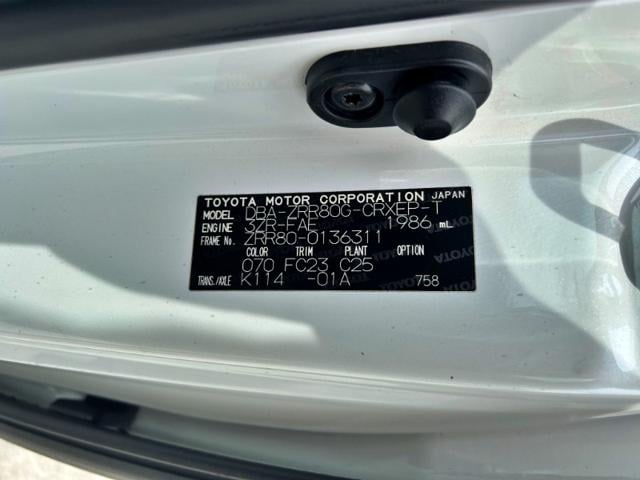 TOYOTA MOTOR CORPORATION JAPAN
MODEL DBA-ZRR80G-CRXEP-T
ENGINE 3ZR-FAE 1986 mL
FRAME No. ZRR80-0136311
COLOR TRIM PLANT OPTION
070 FC23 C25
TRANS./AXLE K114 -01A 758